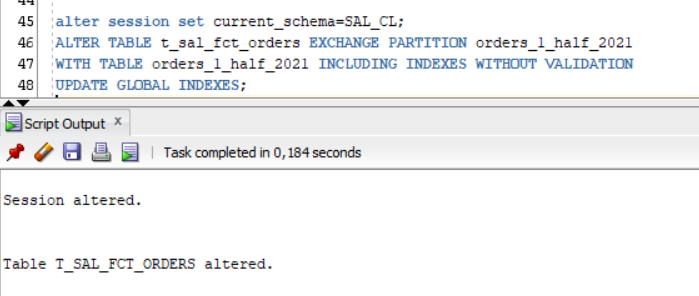 45 alter session set current_schema=SAL_CL;
46 ALTER TABLE t_sal_fct_orders EXCHANGE PARTITION orders_1_half_2021
47 WITH TABLE orders_1_half_2021 INCLUDING INDEXES WITHOUT VALIDATION
48 UPDATE GLOBAL INDEXES;
Script Output x
Task completed in 0,184 seconds
Session altered.
Table T_SAL_FCT_ORDERS altered.